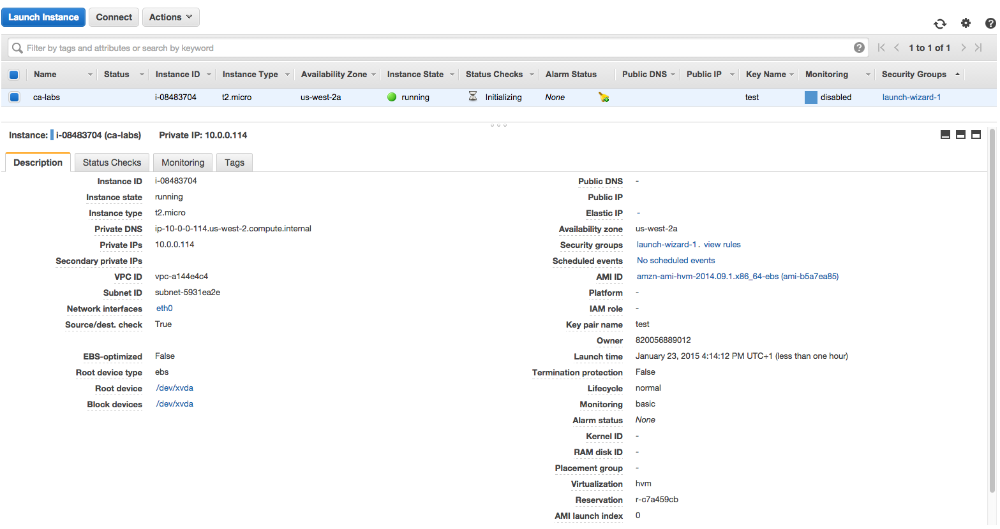 Launch Instance Connect Actions
Filter by tags and attributes or search by keyword 1 to 1 of 1
Name Status Instance ID Instance Type Availability Zone Instance State Status Checks Alarm Status Public DNS Public IP Key Name Monitoring Security Groups
ca-labs i-08483704 t2.micro us-west-2a running Initializing None test disabled launch-wizard-1
Instance: i-08483704 (ca-labs) Private IP: 10.0.0.114
Description Status Checks Monitoring Tags
Instance ID i-08483704
Instance state running
Instance type t2.micro
Private DNS ip-10-0-0-114.us-west-2.compute.internal
Private IPs 10.0.0.114
Secondary private IPs
VPC ID vpc-a144e4c4
Subnet ID subnet-5931ea2e
Network interfaces eth0
Source/dest. check True
EBS-optimized False
Root device type ebs
Root device /dev/xvda
Block devices /dev/xvda
Public DNS -
Public IP
Elastic IP -
Availability zone us-west-2a
Security groups launch-wizard-1. view rules
Scheduled events No scheduled events
AMI ID amzn-ami-hvm-2014.09.1.x86_64-ebs (ami-b5a7ea85)
Platform -
IAM role -
Key pair name test
Owner 820056889012
Launch time January 23, 2015 4:14:12 PM UTC+1 (less than one hour)
Termination protection False
Lifecycle normal
Monitoring basic
Alarm status None
Kernel ID -
RAM disk ID -
Placement group -
Virtualization hvm
Reservation r-c7a459cb
AMI launch index 0